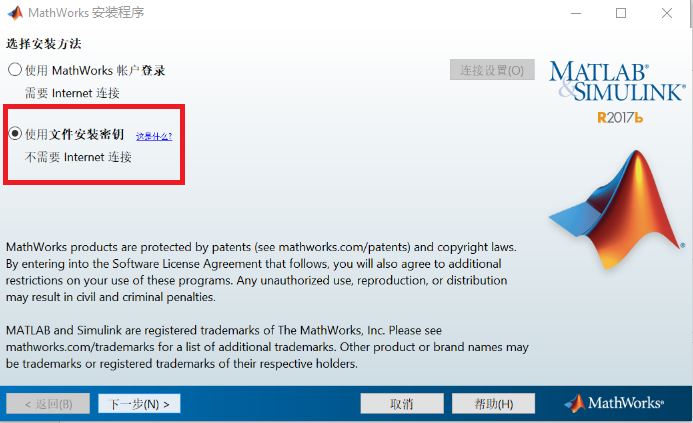 MathWorks 安装程序
选择安装方法
使用 MathWorks 帐户登录
需要 Internet 连接
连接设置(O)
MATLAB®
&SIMULINK®
R2017b
使用文件安装密钥 这是什么?
不需要 Internet 连接
MathWorks products are protected by patents (see mathworks.com/patents) and copyright laws.
By entering into the Software License Agreement that follows, you will also agree to additional
restrictions on your use of these programs. Any unauthorized use, reproduction, or distribution
may result in civil and criminal penalties.
MATLAB and Simulink are registered trademarks of The MathWorks, Inc. Please see
mathworks.com/trademarks for a list of additional trademarks. Other product or brand names may
be trademarks or registered trademarks of their respective holders.
< 返回(B) 下一步(N) > 取消 帮助(H) MathWorks®